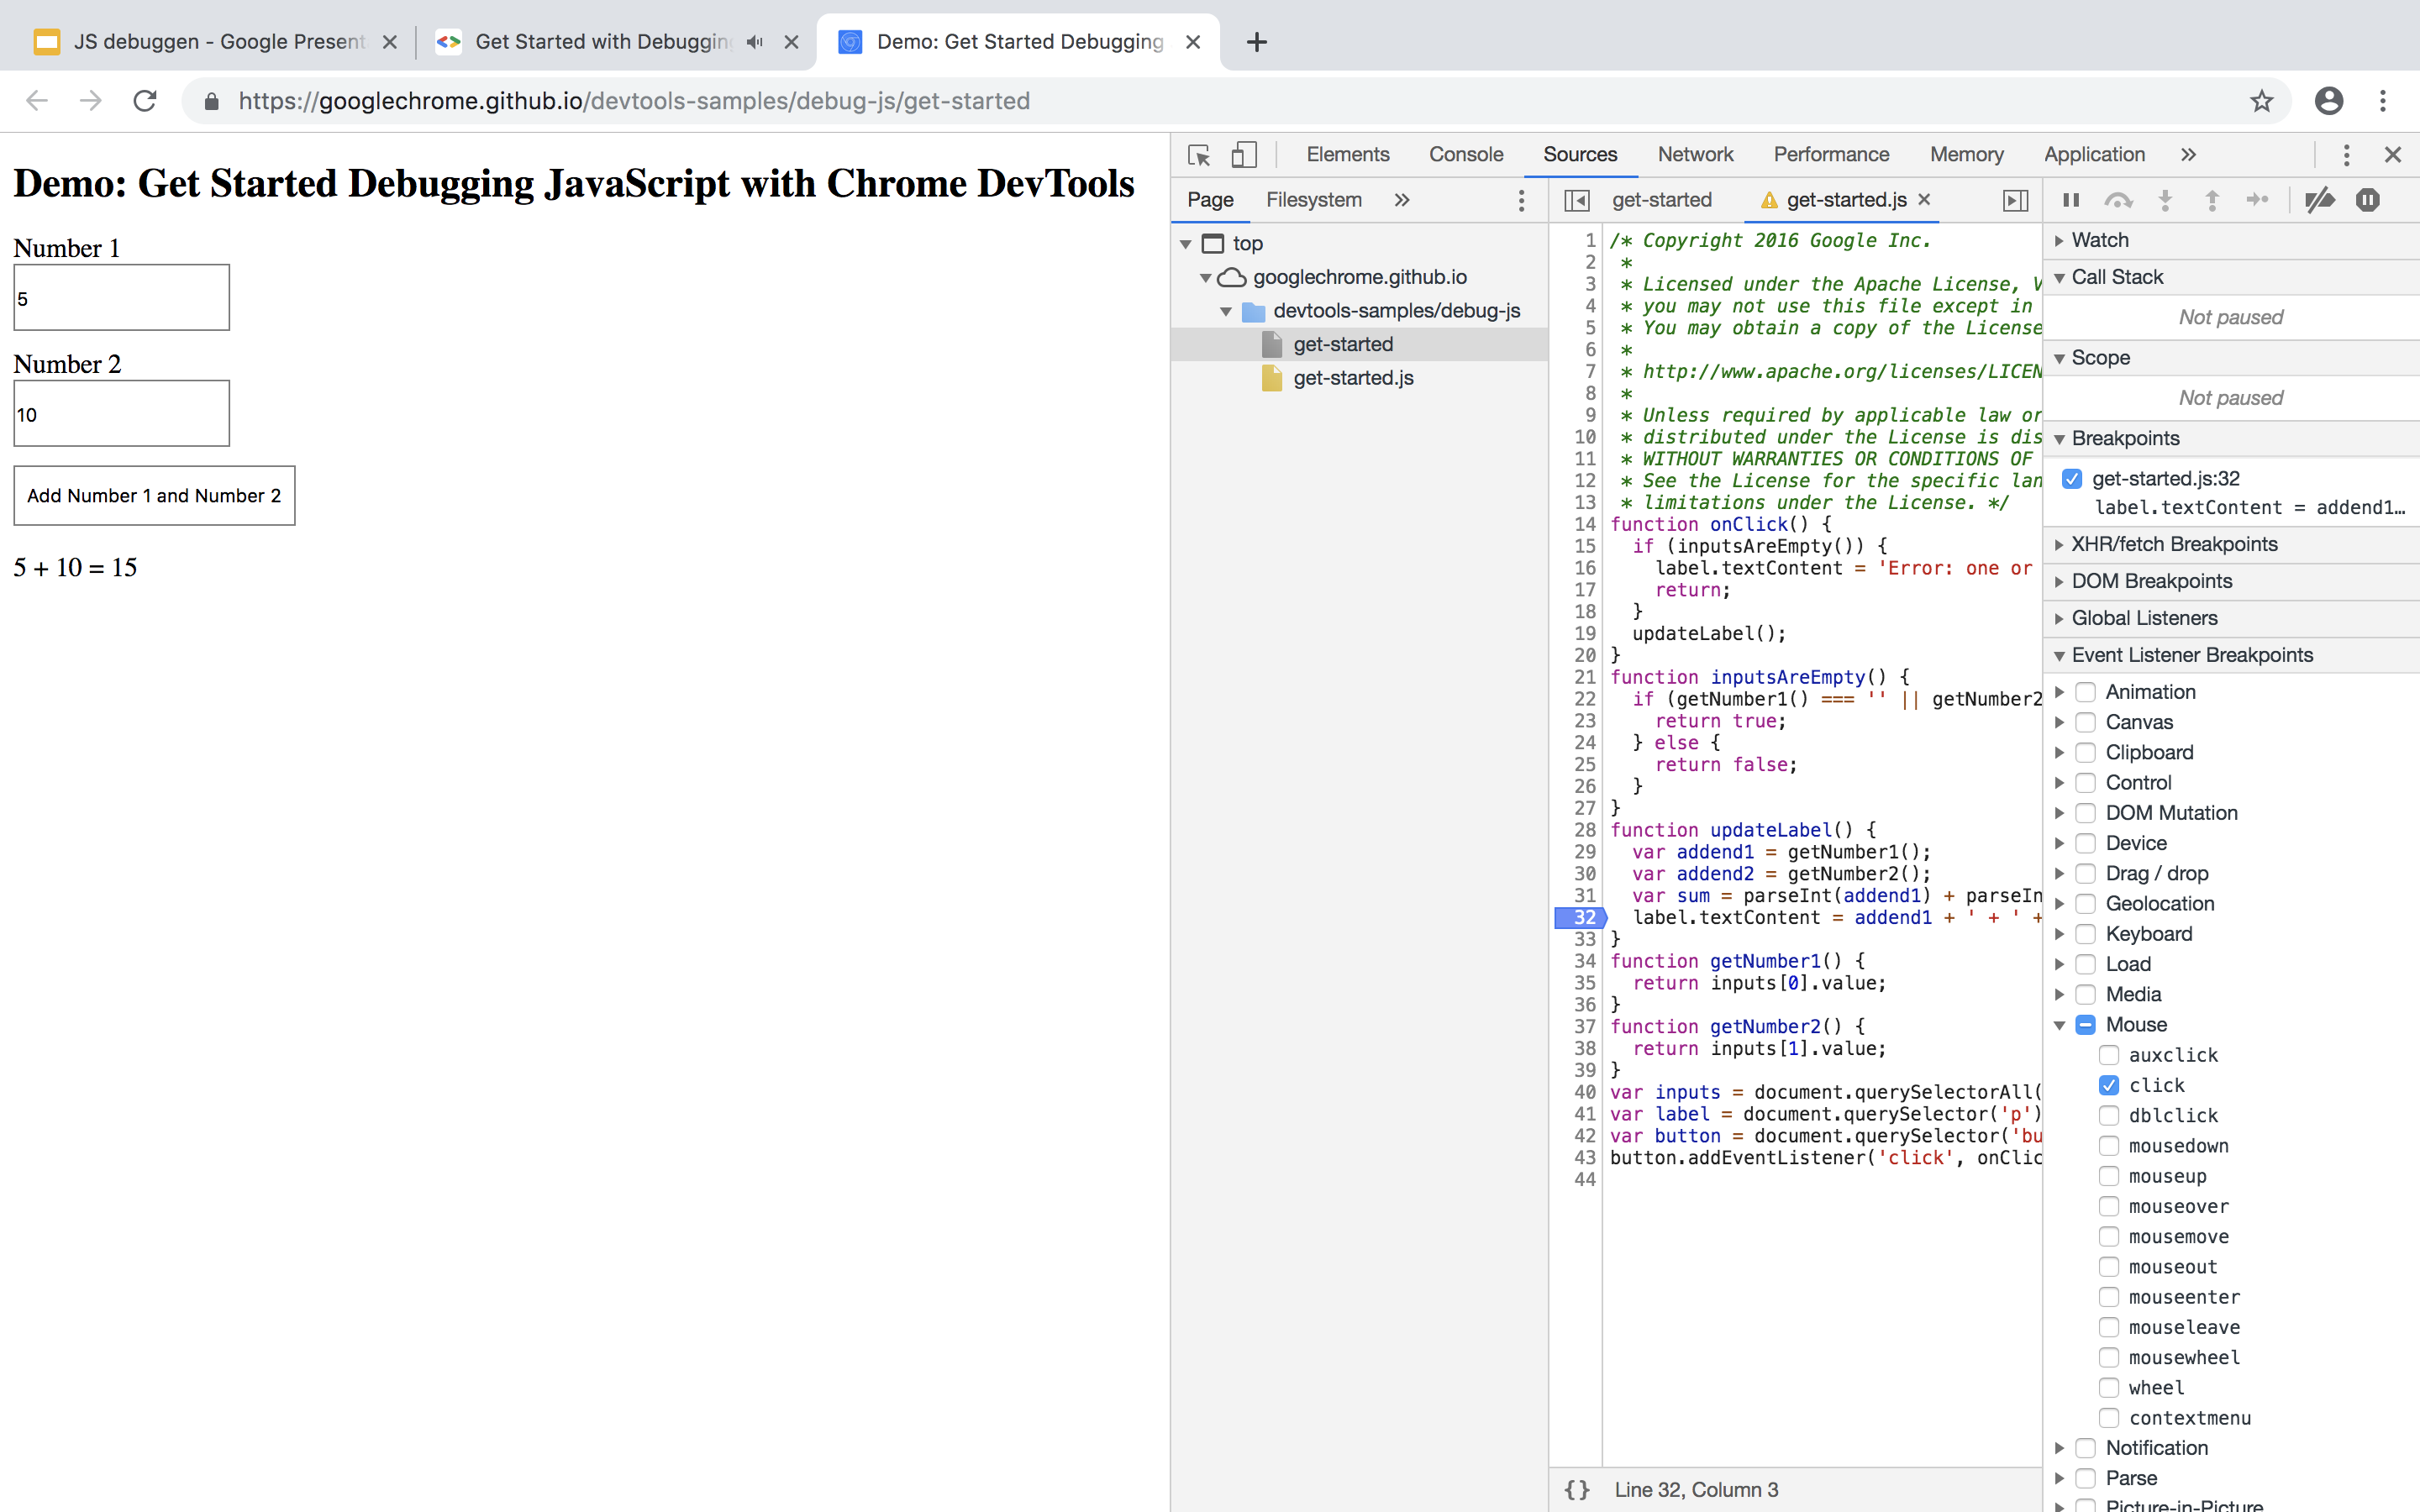 JS debuggen - Google Present
Get Started with Debugging
Demo: Get Started Debugging
https://googlechrome.github.io/devtools-samples/debug-js/get-started
Demo: Get Started Debugging JavaScript with Chrome DevTools
Number 1
5
Number 2
10
Add Number 1 and Number 2
5 + 10 = 15
Elements Console Sources Network Performance Memory Application »
Page Filesystem »
top
googlechrome.github.io
devtools-samples/debug-js
get-started
get-started.js
get-started get-started.js
1 /* Copyright 2016 Google Inc.
2 *
3 * Licensed under the Apache License, V
4 * you may not use this file except in
5 * You may obtain a copy of the License
6 *
7 * http://www.apache.org/licenses/LICEN
8 *
9 * Unless required by applicable law or
10 * distributed under the License is dis
11 * WITHOUT WARRANTIES OR CONDITIONS OF
12 * See the License for the specific lan
13 * limitations under the License. */
14 function onClick() {
15 if (inputsAreEmpty()) {
16 label.textContent = 'Error: one or
17 return;
18 }
19 updateLabel();
20 }
21 function inputsAreEmpty() {
22 if (getNumber1() === '' || getNumber2
23 return true;
24 } else {
25 return false;
26 }
27 }
28 function updateLabel() {
29 var addend1 = getNumber1();
30 var addend2 = getNumber2();
31 var sum = parseInt(addend1) + parseIn
32 label.textContent = addend1 + ' + ' +
33 }
34 function getNumber1() {
35 return inputs[0].value;
36 }
37 function getNumber2() {
38 return inputs[1].value;
39 }
40 var inputs = document.querySelectorAll(
41 var label = document.querySelector('p')
42 var button = document.querySelector('bu
43 button.addEventListener('click', onClic
44
{} Line 32, Column 3
Watch
Call Stack
Not paused
Scope
Not paused
Breakpoints
get-started.js:32
label.textContent = addend1…
XHR/fetch Breakpoints
DOM Breakpoints
Global Listeners
Event Listener Breakpoints
Animation
Canvas
Clipboard
Control
DOM Mutation
Device
Drag / drop
Geolocation
Keyboard
Load
Media
Mouse
auxclick
click
dblclick
mousedown
mouseup
mouseover
mousemove
mouseout
mouseenter
mouseleave
mousewheel
wheel
contextmenu
Notification
Parse
Picture-in-Picture